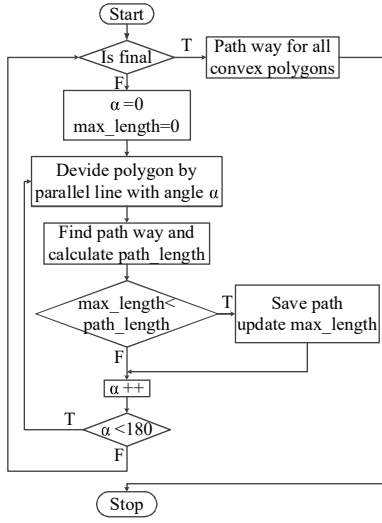 Start
Is final
T
Path way for all
convex polygons
F
α=0
max_length=0
Devide polygon by
parallel line with angle α
Find path way and
calculate path_length
max_length<
path_length
T
Save path
update max_length
F
α ++
T
α <180
F
Stop